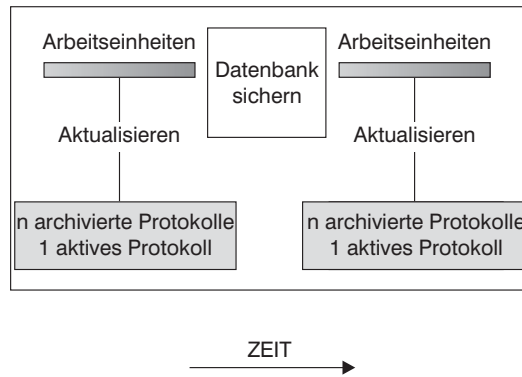 Arbeitseinheiten
Datenbank
sichern
Arbeitseinheiten
Aktualisieren
Aktualisieren
n archivierte Protokolle
1 aktives Protokoll
n archivierte Protokolle
1 aktives Protokoll
ZEIT